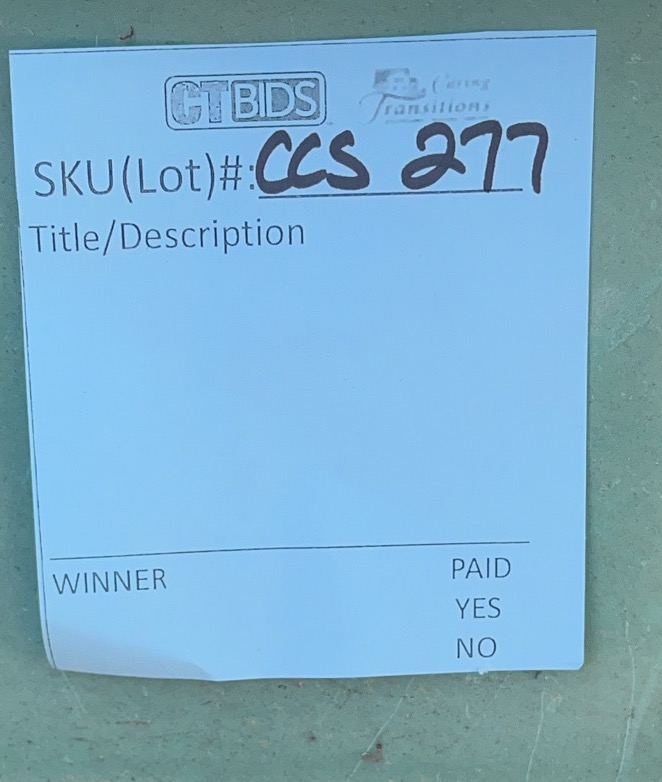 CTBIDS
Caring
Transitions
SKU(Lot)#: CCS 277
Title/Description
WINNER
PAID
YES
NO